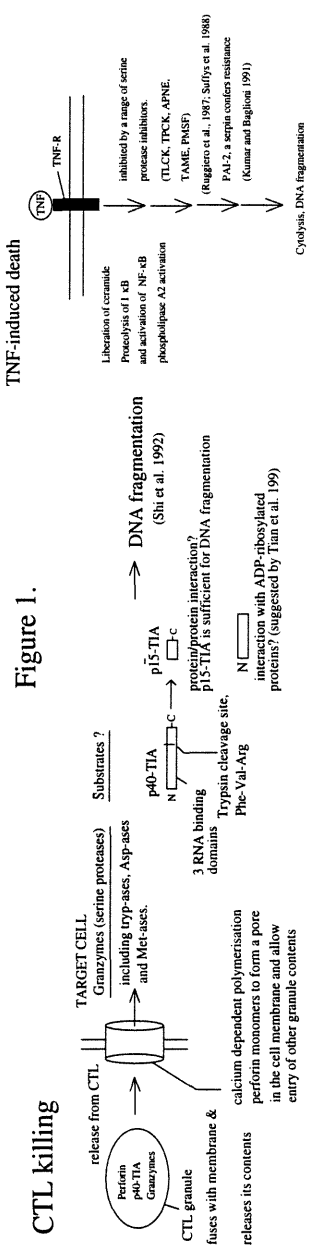 Figure 1.
CTL killing
release from CTL
Perforin
p40-TIA
Granzymes
CTL granule
fuses with membrane &
releases its contents
TARGET CELL
Granzymes (serine proteases)
including tryp-ases, Asp-ases
and Met-ases.
calcium dependent polymerisation
perforin monomers to form a pore
in the cell membrane and allow
entry of other granule contents
Substrates ?
p40-TIA
N
C
3 RNA binding
domains
Trypsin cleavage site,
Phe-Val-Arg
p15-TIA
C
protein/protein interaction?
p15-TIA is sufficient for DNA fragmentation
N
interaction with ADP-ribosylated
proteins? (suggested by Tian et al. 199)
DNA fragmentation
(Shi et al. 1992)
TNF-induced death
TNF
TNF-R
Liberation of ceramide
Proteolysis of I κB
and activation of NF-κB
phospholipase A2 activation
inhibited by a range of serine
protease inhibitors.
(TLCK, TPCK, APNE,
TAME, PMSF)
(Ruggiero et al., 1987; Suffys et al. 1988)
PAI-2, a serpin confers resistance
(Kumar and Baglioni 1991)
Cytolysis, DNA fragmentation